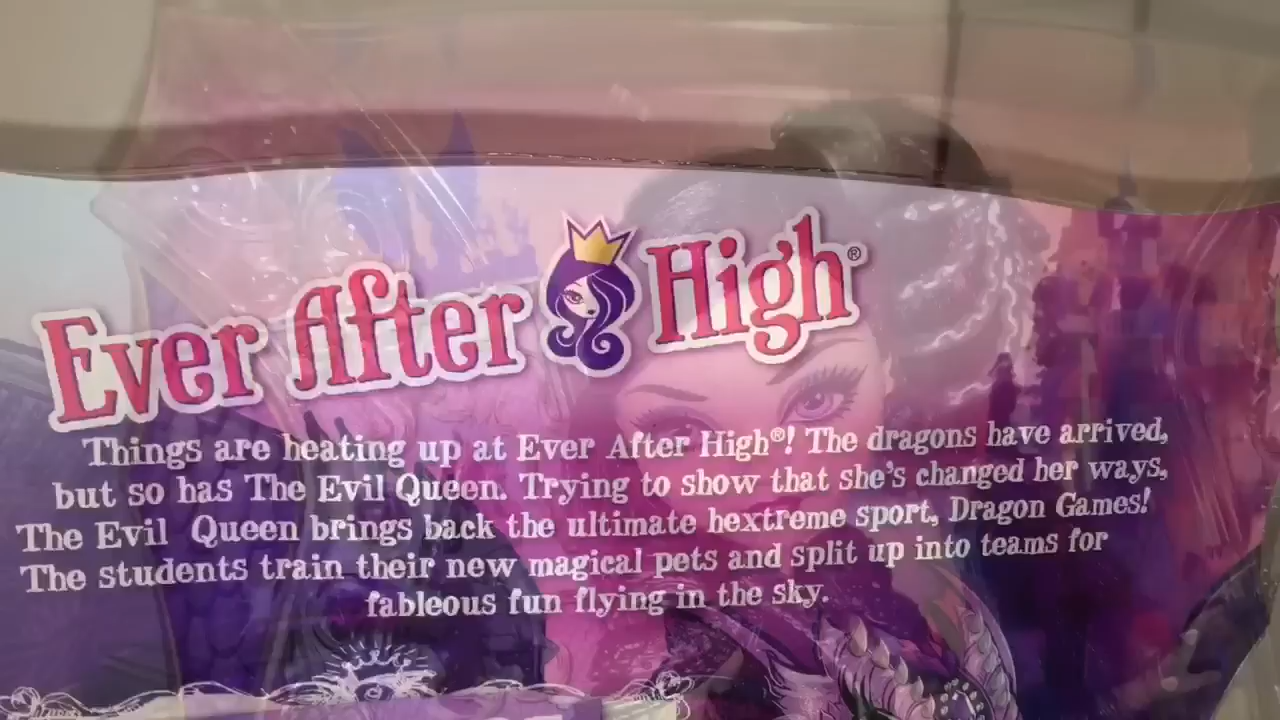 Ever After High®
Things are heating up at Ever After High®! The dragons have arrived,
but so has The Evil Queen. Trying to show that she's changed her ways,
The Evil Queen brings back the ultimate hextreme sport, Dragon Games!
The students train their new magical pets and split up into teams for
fableous fun flying in the sky.